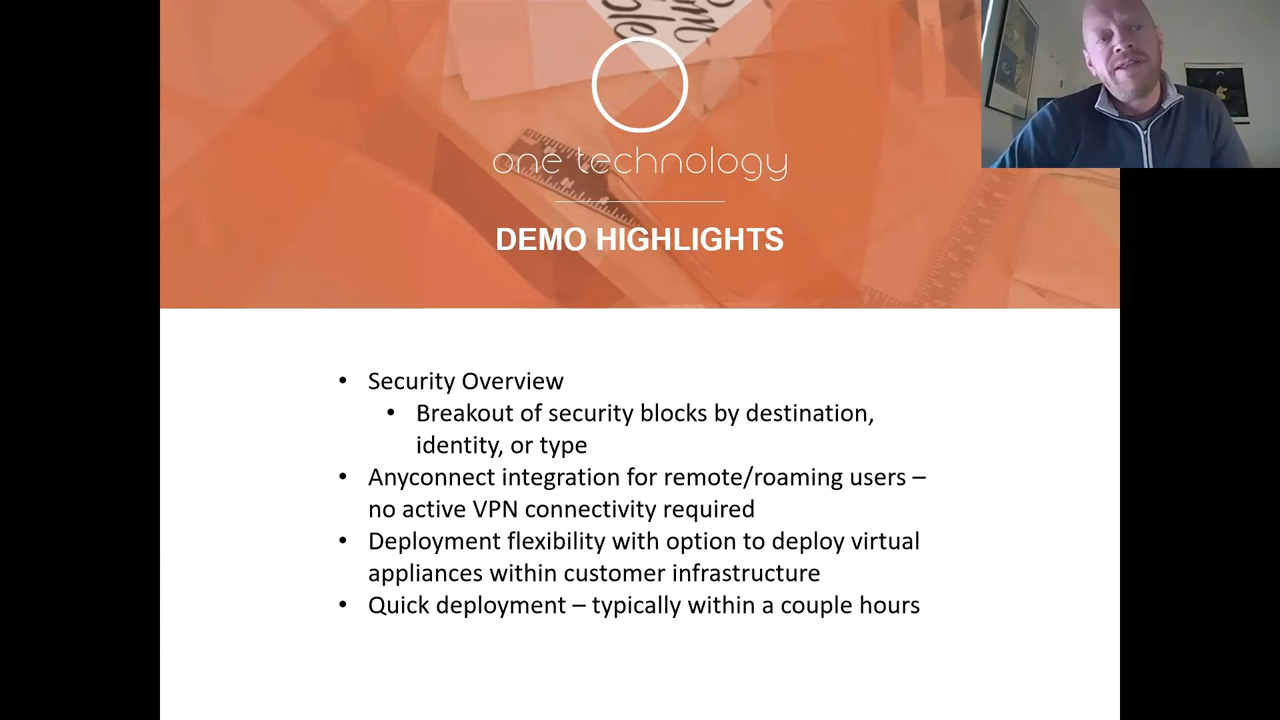 one technology
DEMO HIGHLIGHTS
• Security Overview
• Breakout of security blocks by destination,
identity, or type
• Anyconnect integration for remote/roaming users –
no active VPN connectivity required
• Deployment flexibility with option to deploy virtual
appliances within customer infrastructure
• Quick deployment – typically within a couple hours